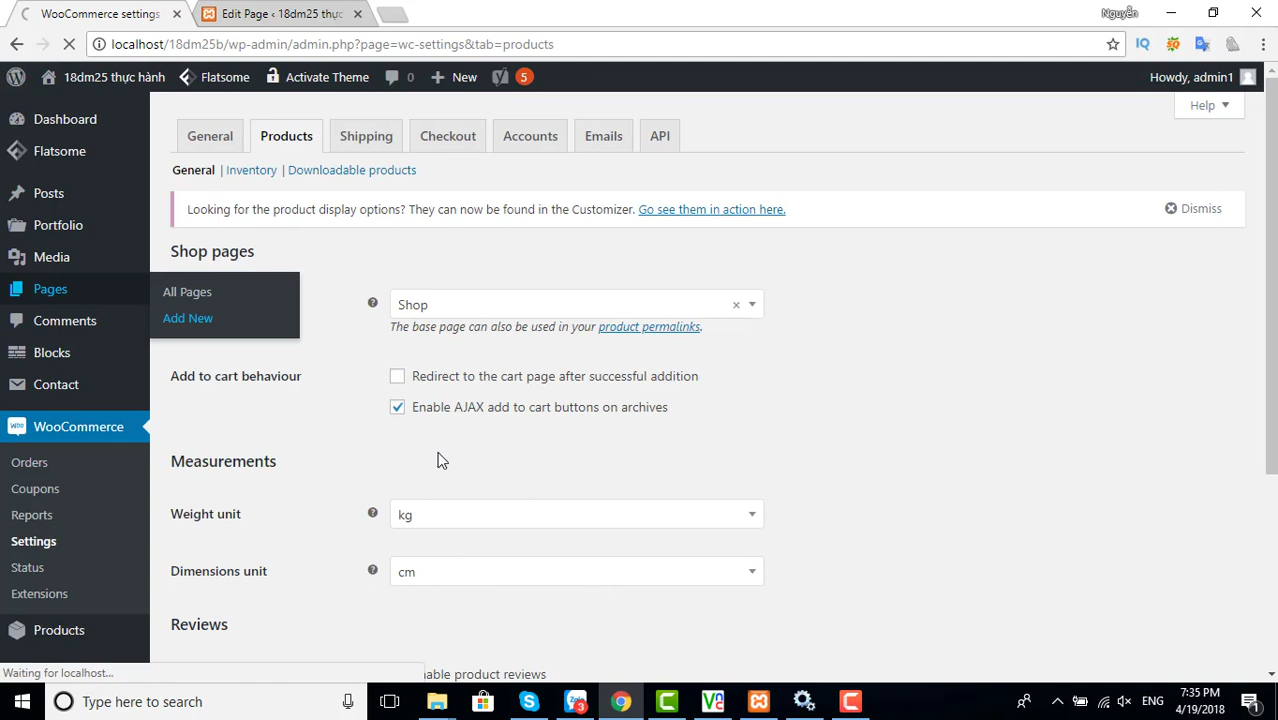 WooCommerce settings
Edit Page ‹ 18dm25 thực
Nguyễn
localhost/18dm25b/wp-admin/admin.php?page=wc-settings&tab=products
18dm25 thực hành
Flatsome
Activate Theme
0
New
5
Howdy, admin1
Help
Dashboard
Flatsome
Posts
Portfolio
Media
Pages
Comments
Blocks
Contact
WooCommerce
Orders
Coupons
Reports
Settings
Status
Extensions
Products
All Pages
Add New
General
Products
Shipping
Checkout
Accounts
Emails
API
General | Inventory | Downloadable products
Looking for the product display options? They can now be found in the Customizer. Go see them in action here.
Dismiss
Shop pages
Shop
The base page can also be used in your product permalinks.
Add to cart behaviour
Redirect to the cart page after successful addition
Enable AJAX add to cart buttons on archives
Measurements
Weight unit
kg
Dimensions unit
cm
Reviews
nable product reviews
Waiting for localhost...
Type here to search
Zalo
3
ENG
7:35 PM
4/19/2018
1